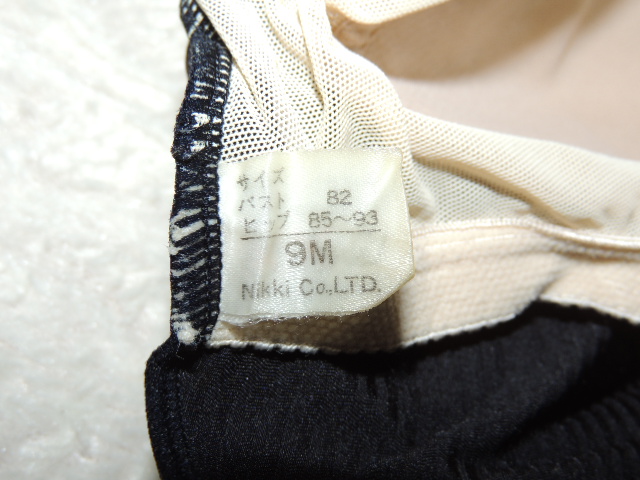 サイズ
バスト 82
ヒップ 85〜93
9M
Nikki Co.,LTD.